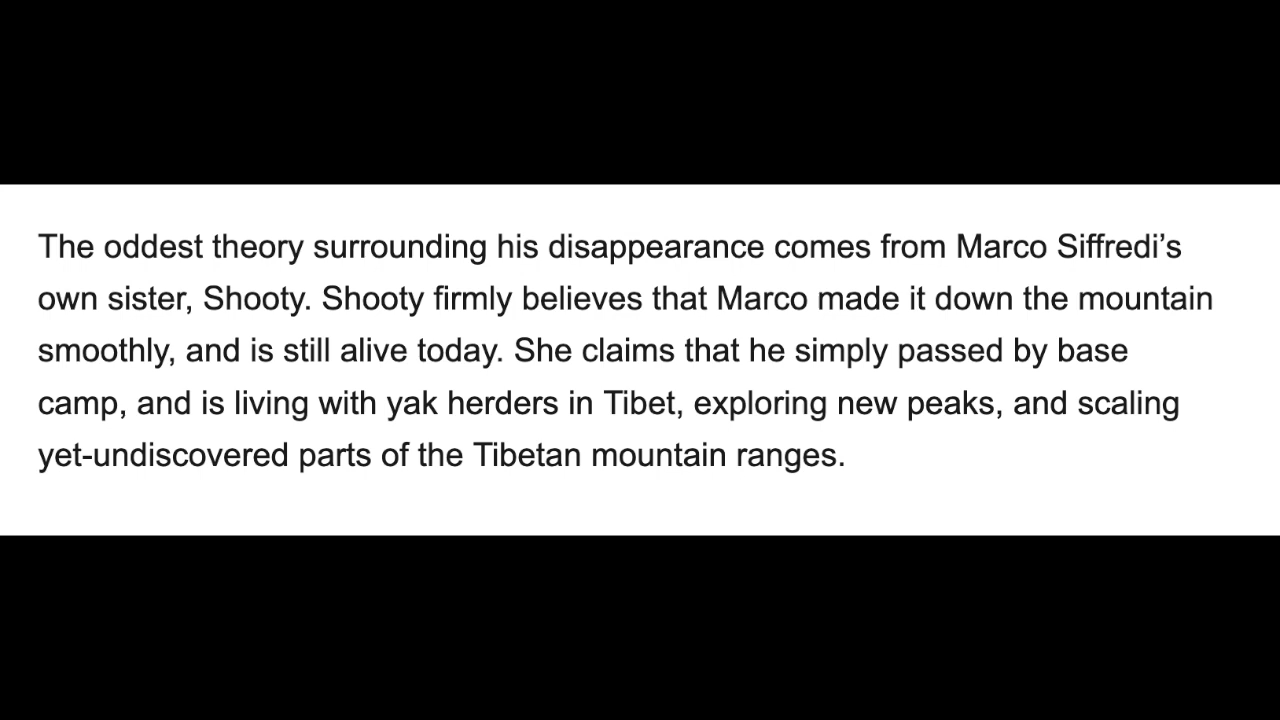 The oddest theory surrounding his disappearance comes from Marco Siffredi’s
own sister, Shooty. Shooty firmly believes that Marco made it down the mountain
smoothly, and is still alive today. She claims that he simply passed by base
camp, and is living with yak herders in Tibet, exploring new peaks, and scaling
yet-undiscovered parts of the Tibetan mountain ranges.